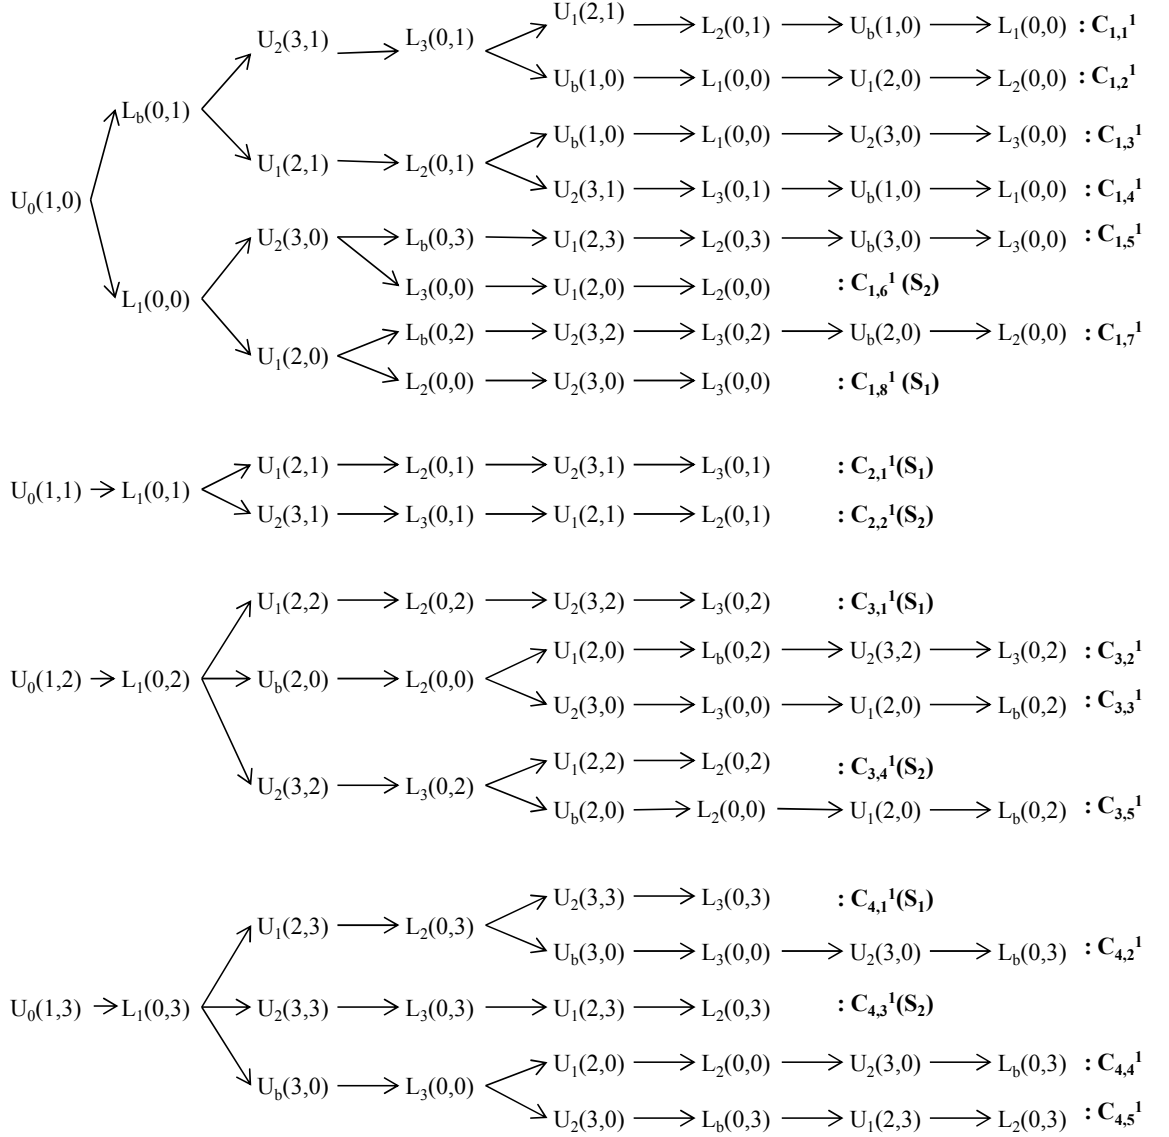 U₁(2,1) L₂(0,1) U_b(1,0) L₁(0,0) : C₁,₁¹
U₂(3,1) L₃(0,1)
U_b(1,0) L₁(0,0) U₁(2,0) L₂(0,0) : C₁,₂¹
L_b(0,1)
U_b(1,0) L₁(0,0) U₂(3,0) L₃(0,0) : C₁,₃¹
U₁(2,1) L₂(0,1)
U₂(3,1) L₃(0,1) U_b(1,0) L₁(0,0) : C₁,₄¹
U₀(1,0)
U₂(3,0) L_b(0,3) U₁(2,3) L₂(0,3) U_b(3,0) L₃(0,0) : C₁,₅¹
L₃(0,0) U₁(2,0) L₂(0,0) : C₁,₆¹ (S₂)
L₁(0,0)
L_b(0,2) U₂(3,2) L₃(0,2) U_b(2,0) L₂(0,0) : C₁,₇¹
U₁(2,0)
L₂(0,0) U₂(3,0) L₃(0,0) : C₁,₈¹ (S₁)
U₁(2,1) L₂(0,1) U₂(3,1) L₃(0,1) : C₂,₁¹(S₁)
U₀(1,1) L₁(0,1)
U₂(3,1) L₃(0,1) U₁(2,1) L₂(0,1) : C₂,₂¹(S₂)
U₁(2,2) L₂(0,2) U₂(3,2) L₃(0,2) : C₃,₁¹(S₁)
U₁(2,0) L_b(0,2) U₂(3,2) L₃(0,2) : C₃,₂¹
U₀(1,2) L₁(0,2) U_b(2,0) L₂(0,0)
U₂(3,0) L₃(0,0) U₁(2,0) L_b(0,2) : C₃,₃¹
U₁(2,2) L₂(0,2) : C₃,₄¹(S₂)
U₂(3,2) L₃(0,2)
U_b(2,0) L₂(0,0) U₁(2,0) L_b(0,2) : C₃,₅¹
U₂(3,3) L₃(0,3) : C₄,₁¹(S₁)
U₁(2,3) L₂(0,3)
U_b(3,0) L₃(0,0) U₂(3,0) L_b(0,3) : C₄,₂¹
U₀(1,3) L₁(0,3) U₂(3,3) L₃(0,3) U₁(2,3) L₂(0,3) : C₄,₃¹(S₂)
U₁(2,0) L₂(0,0) U₂(3,0) L_b(0,3) : C₄,₄¹
U_b(3,0) L₃(0,0)
U₂(3,0) L_b(0,3) U₁(2,3) L₂(0,3) : C₄,₅¹